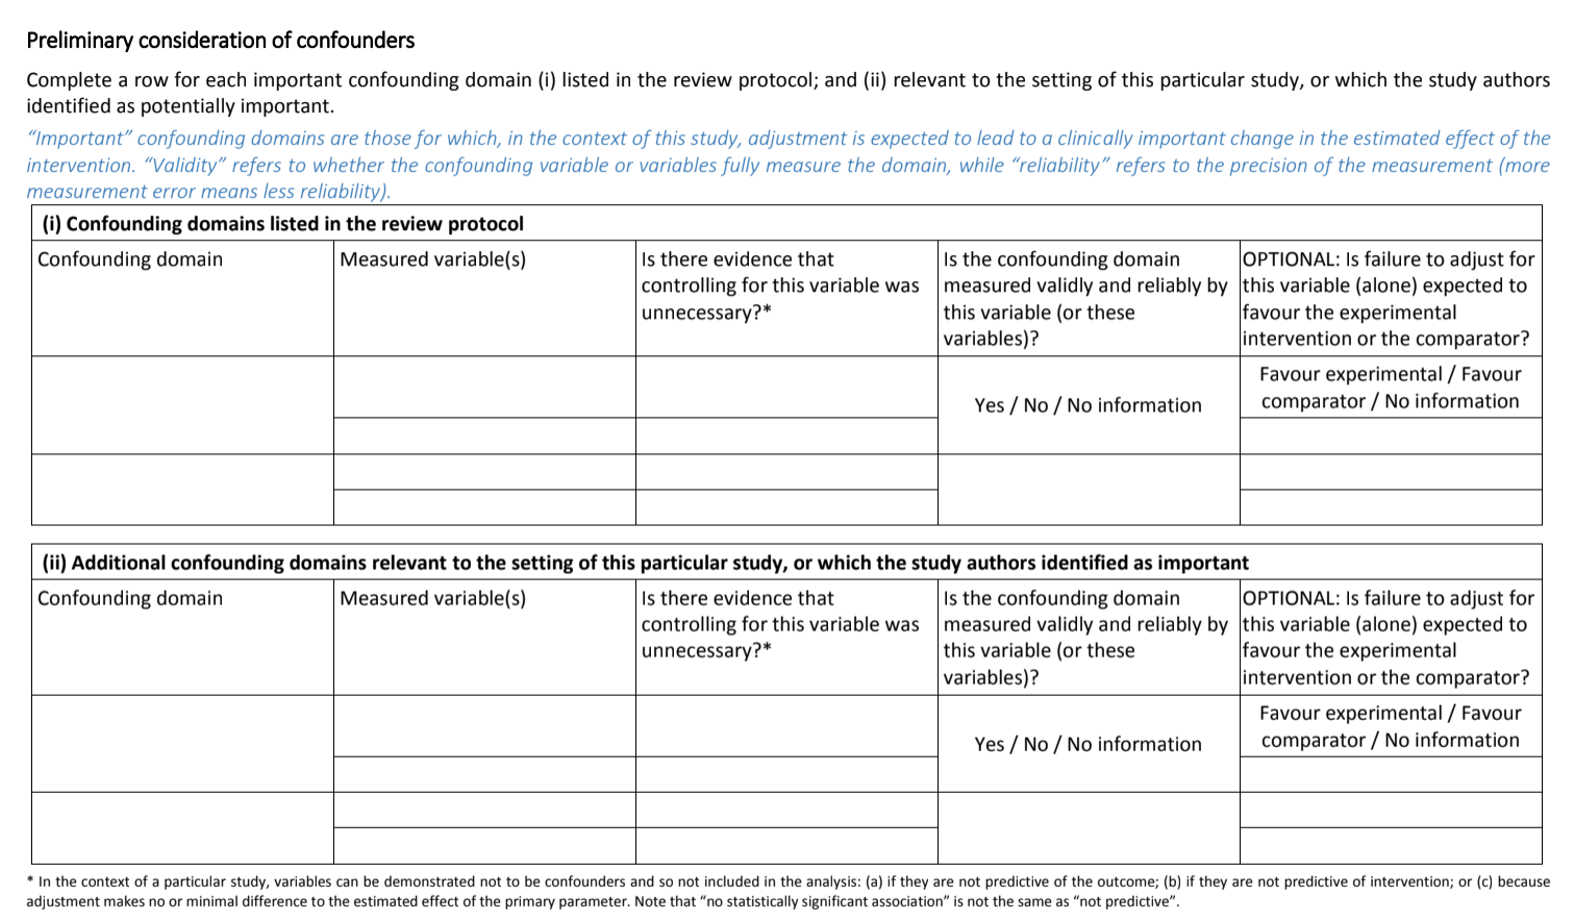 Preliminary consideration of confounders
Complete a row for each important confounding domain (i) listed in the review protocol; and (ii) relevant to the setting of this particular study, or which the study authors
identified as potentially important.
“Important” confounding domains are those for which, in the context of this study, adjustment is expected to lead to a clinically important change in the estimated effect of the
intervention. “Validity” refers to whether the confounding variable or variables fully measure the domain, while “reliability” refers to the precision of the measurement (more
measurement error means less reliability).
(i) Confounding domains listed in the review protocol
Confounding domain
Measured variable(s)
Is there evidence that
controlling for this variable was
unnecessary?*
Is the confounding domain
measured validly and reliably by
this variable (or these
variables)?
OPTIONAL: Is failure to adjust for
this variable (alone) expected to
favour the experimental
intervention or the comparator?
Yes / No / No information
Favour experimental / Favour
comparator / No information
(ii) Additional confounding domains relevant to the setting of this particular study, or which the study authors identified as important
Confounding domain
Measured variable(s)
Is there evidence that
controlling for this variable was
unnecessary?*
Is the confounding domain
measured validly and reliably by
this variable (or these
variables)?
OPTIONAL: Is failure to adjust for
this variable (alone) expected to
favour the experimental
intervention or the comparator?
Yes / No / No information
Favour experimental / Favour
comparator / No information
* In the context of a particular study, variables can be demonstrated not to be confounders and so not included in the analysis: (a) if they are not predictive of the outcome; (b) if they are not predictive of intervention; or (c) because
adjustment makes no or minimal difference to the estimated effect of the primary parameter. Note that “no statistically significant association” is not the same as “not predictive”.